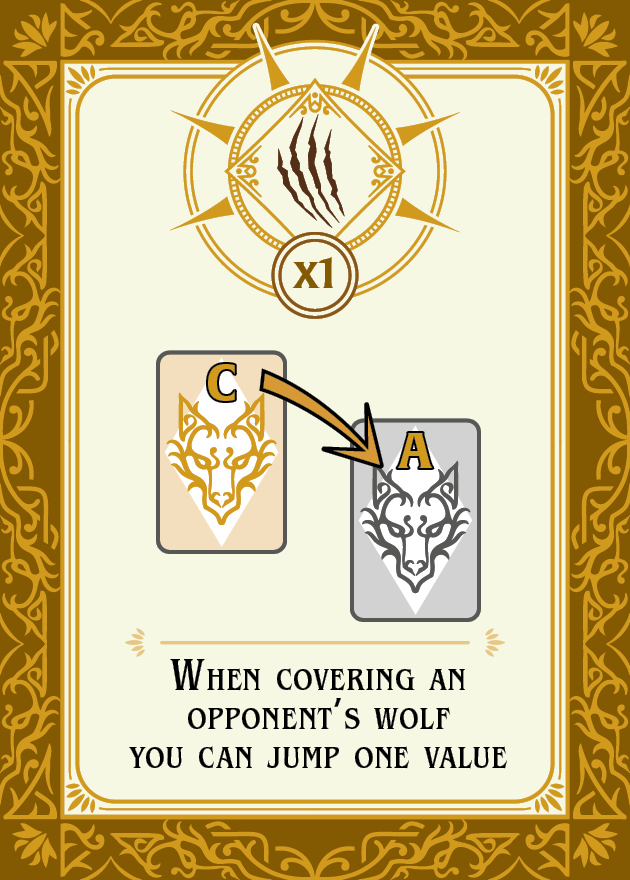 x1
C
A
When covering an
opponent's wolf
you can jump one value